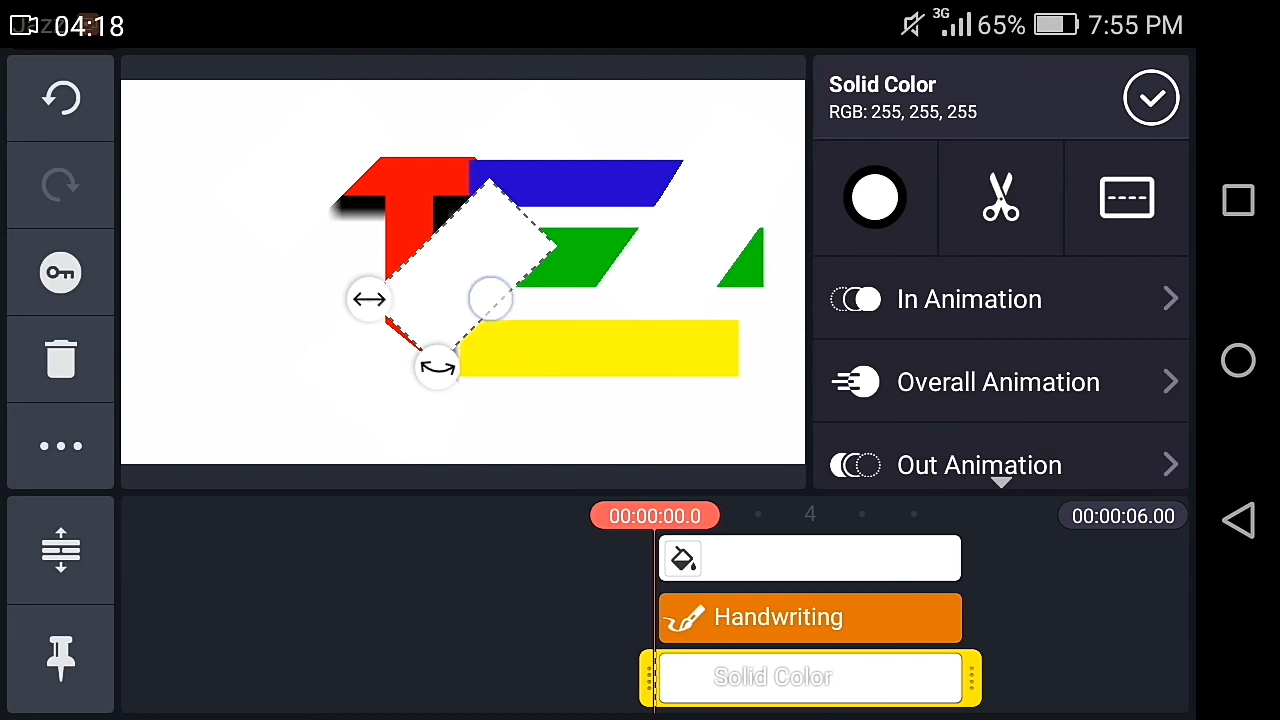 04:18
3G 65% 7:55 PM
Solid Color
RGB: 255, 255, 255
T
In Animation
Overall Animation
Out Animation
00:00:00.0
4
00:00:06.00
Handwriting
Solid Color